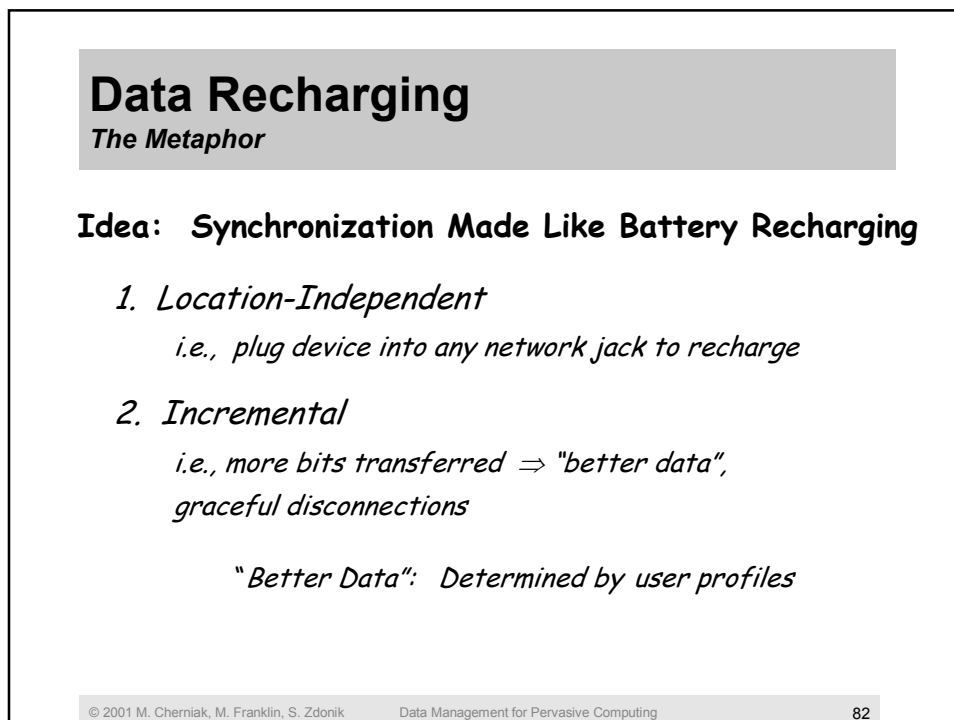 Data Recharging
The Metaphor
Idea: Synchronization Made Like Battery Recharging
1. Location-Independent
i.e., plug device into any network jack to recharge
2. Incremental
i.e., more bits transferred ⇒ "better data",
graceful disconnections
"Better Data": Determined by user profiles
© 2001 M. Cherniak, M. Franklin, S. Zdonik Data Management for Pervasive Computing 82